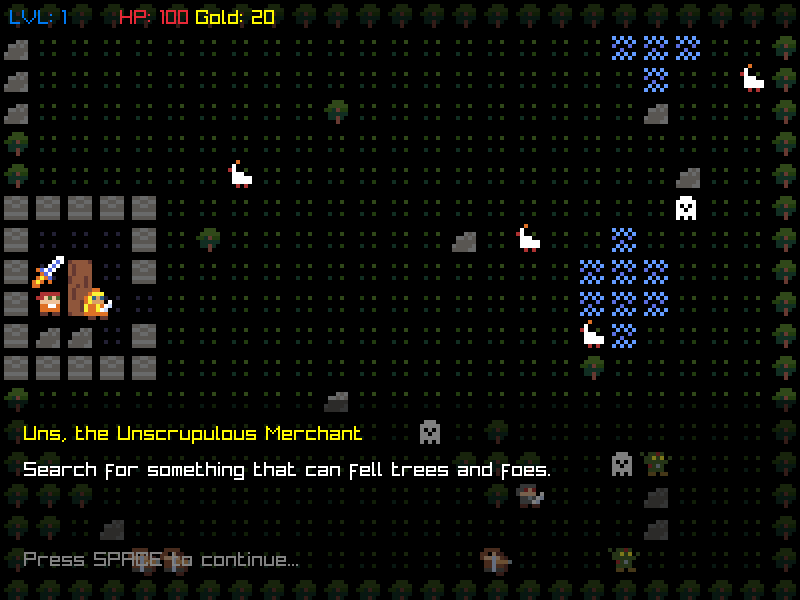 LVL: 1 HP: 100 Gold: 20
Uns, the Unscrupulous Merchant
Search for something that can fell trees and foes.
Press SPACE to continue...